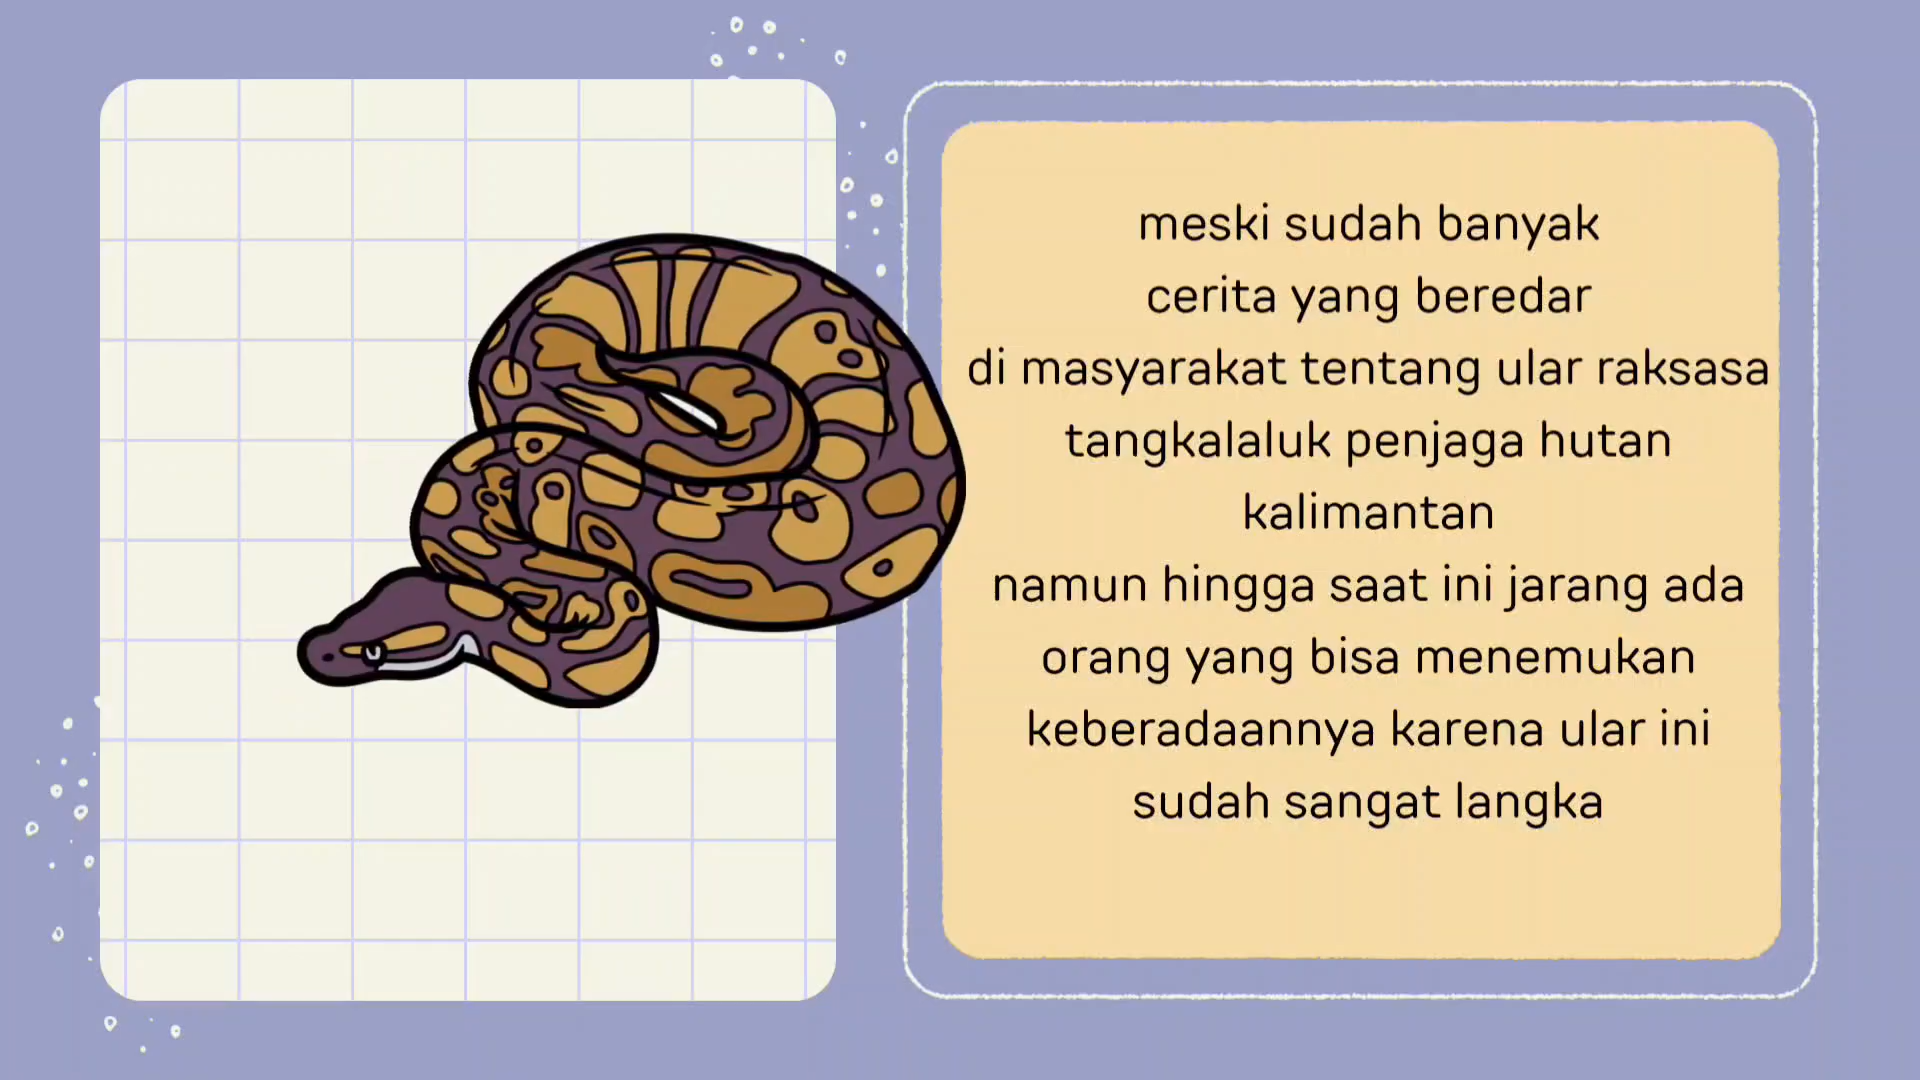 meski sudah banyak
cerita yang beredar
di masyarakat tentang ular raksasa
tangkalaluk penjaga hutan
kalimantan
namun hingga saat ini jarang ada
orang yang bisa menemukan
keberadaannya karena ular ini
sudah sangat langka